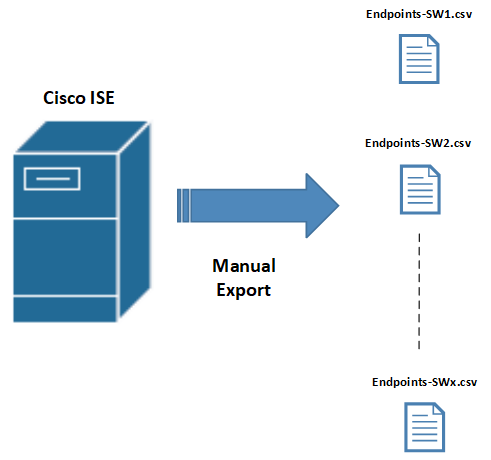 Endpoints-SW1.csv
Cisco ISE
Endpoints-SW2.csv
Manual
Export
Endpoints-SWx.csv